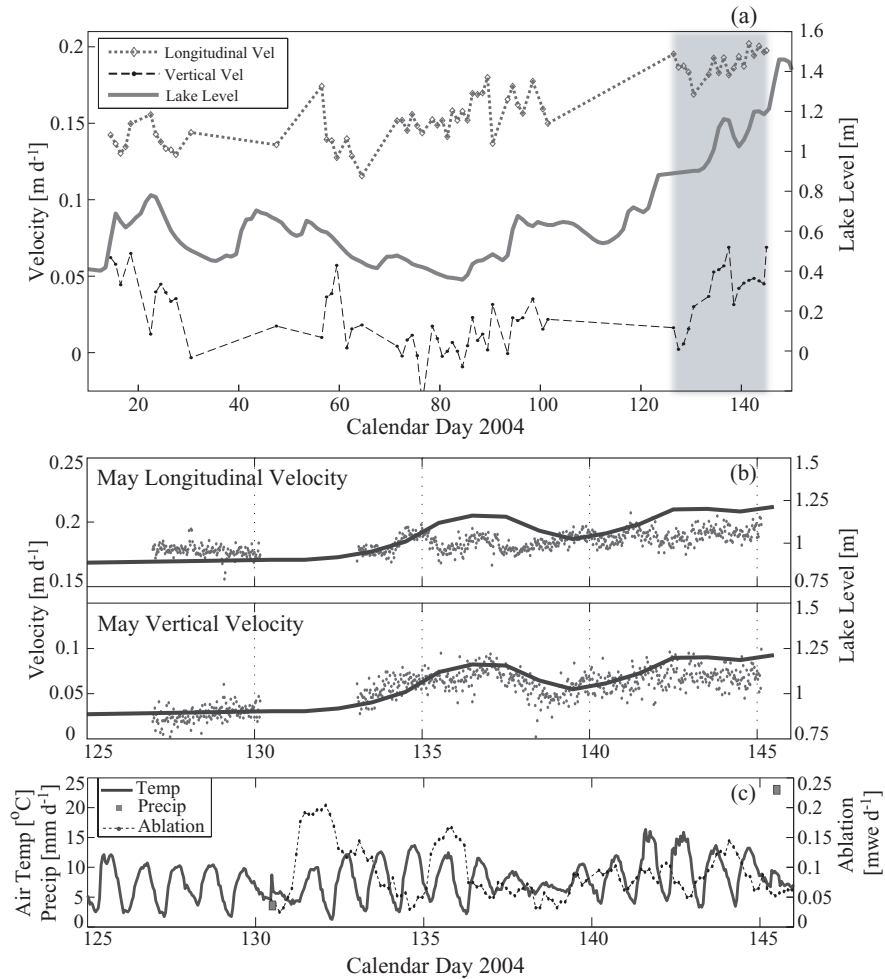 (a)
Longitudinal Vel
Vertical Vel
Lake Level
0.2
0.15
0.1
0.05
0
Velocity [m d-1]
1.6
1.4
1.2
1
0.8
0.6
0.4
0.2
0
Lake Level [m]
20 40 60 80 100 120 140
Calendar Day 2004
(b)
May Longitudinal Velocity
0.25
0.2
0.15
1.5
1.25
1
0.75
May Vertical Velocity
0.1
0.05
0
1.5
1.25
1
0.75
Velocity [m d-1]
Lake Level [m]
125 130 135 140 145
(c)
Temp
Precip
Ablation
25
20
15
10
5
0
Air Temp [oC]
Precip [mm d-1]
0.25
0.20
0.15
0.1
0.05
0
Ablation
[mwe d-1]
125 130 135 140 145
Calendar Day 2004